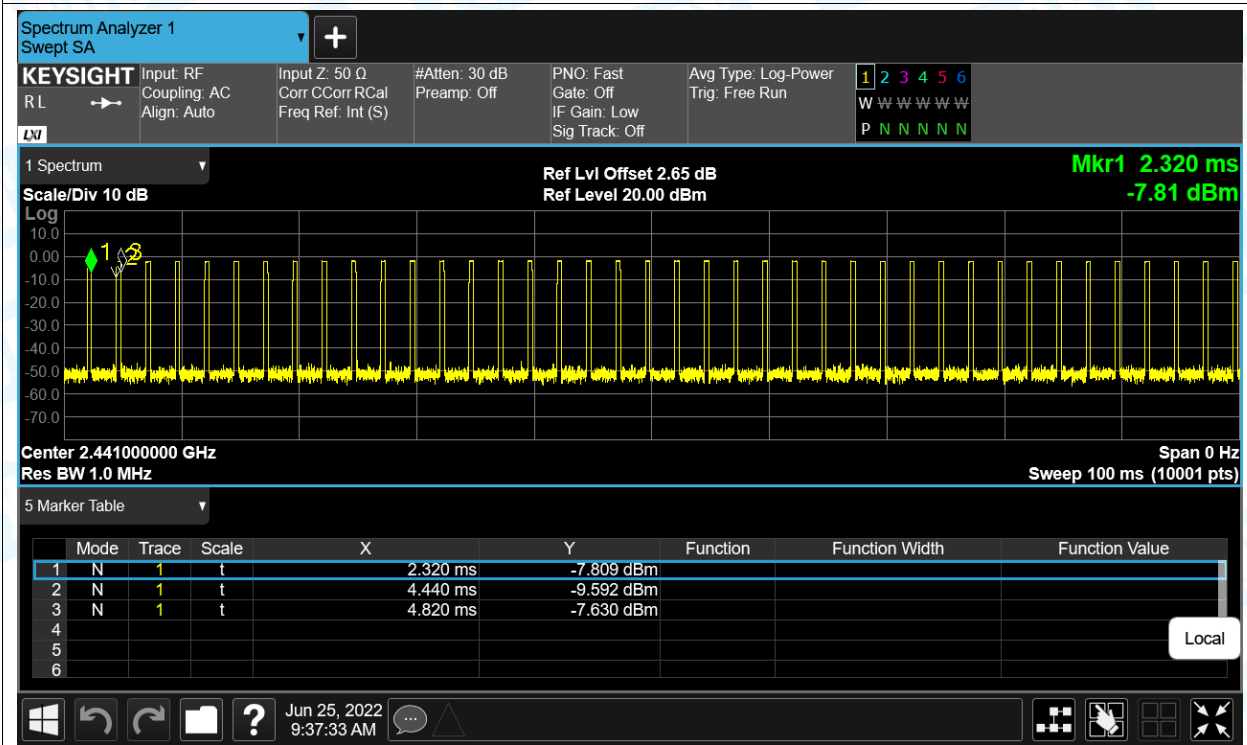 Spectrum Analyzer 1
Swept SA
KEYSIGHT
R L
LXI
Input: RF
Coupling: AC
Align: Auto
Input Z: 50 Ω
Corr CCorr RCal
Freq Ref: Int (S)
#Atten: 30 dB
Preamp: Off
PNO: Fast
Gate: Off
IF Gain: Low
Sig Track: Off
Avg Type: Log-Power
Trig: Free Run
1 2 3 4 5 6
W W W W W W
P N N N N N
1 Spectrum
Scale/Div 10 dB
Ref Lvl Offset 2.65 dB
Ref Level 20.00 dBm
Mkr1 2.320 ms
-7.81 dBm
Log
10.0
0.00
-10.0
-20.0
-30.0
-40.0
-50.0
-60.0
-70.0
1 2 3
Center 2.441000000 GHz
Res BW 1.0 MHz
Span 0 Hz
Sweep 100 ms (10001 pts)
5 Marker Table
Mode Trace Scale X Y Function Function Width Function Value
1 N 1 t 2.320 ms -7.809 dBm
2 N 1 t 4.440 ms -9.592 dBm
3 N 1 t 4.820 ms -7.630 dBm
4
5
6
Local
Jun 25, 2022
9:37:33 AM